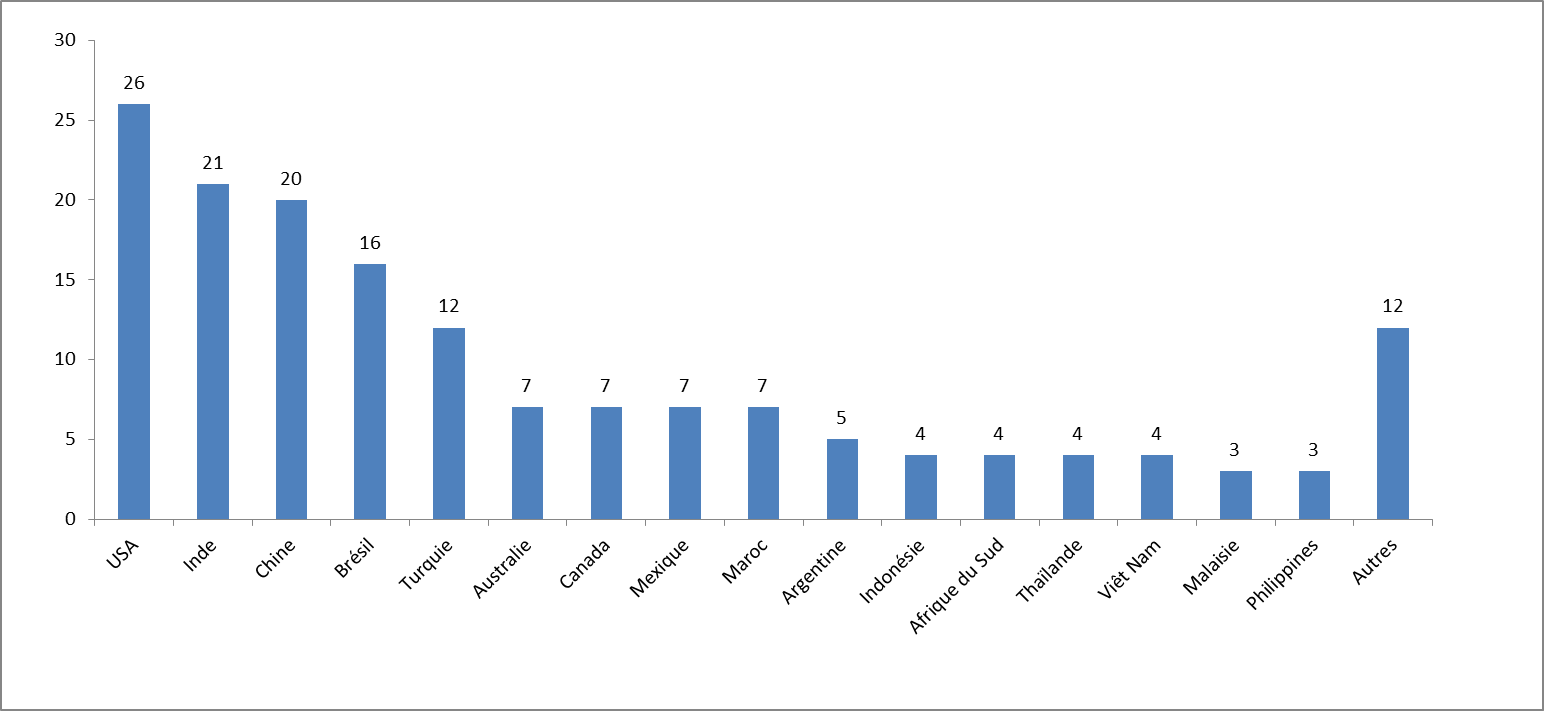 30
25
20
15
10
5
0
26
21
20
16
12
7
7
7
7
5
4
4
4
4
3
3
12
USA
Inde
Chine
Brésil
Turquie
Australie
Canada
Mexique
Maroc
Argentine
Indonésie
Afrique du Sud
Thaïlande
Viêt Nam
Malaisie
Philippines
Autres